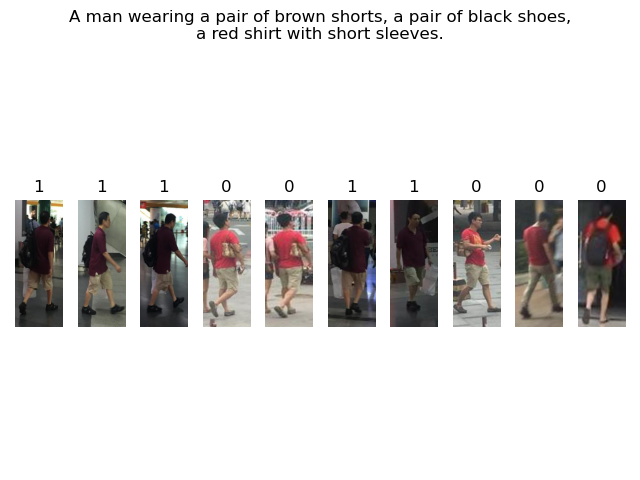 A man wearing a pair of brown shorts, a pair of black shoes,
a red shirt with short sleeves.
1 1 1 0 0 1 1 0 0 0